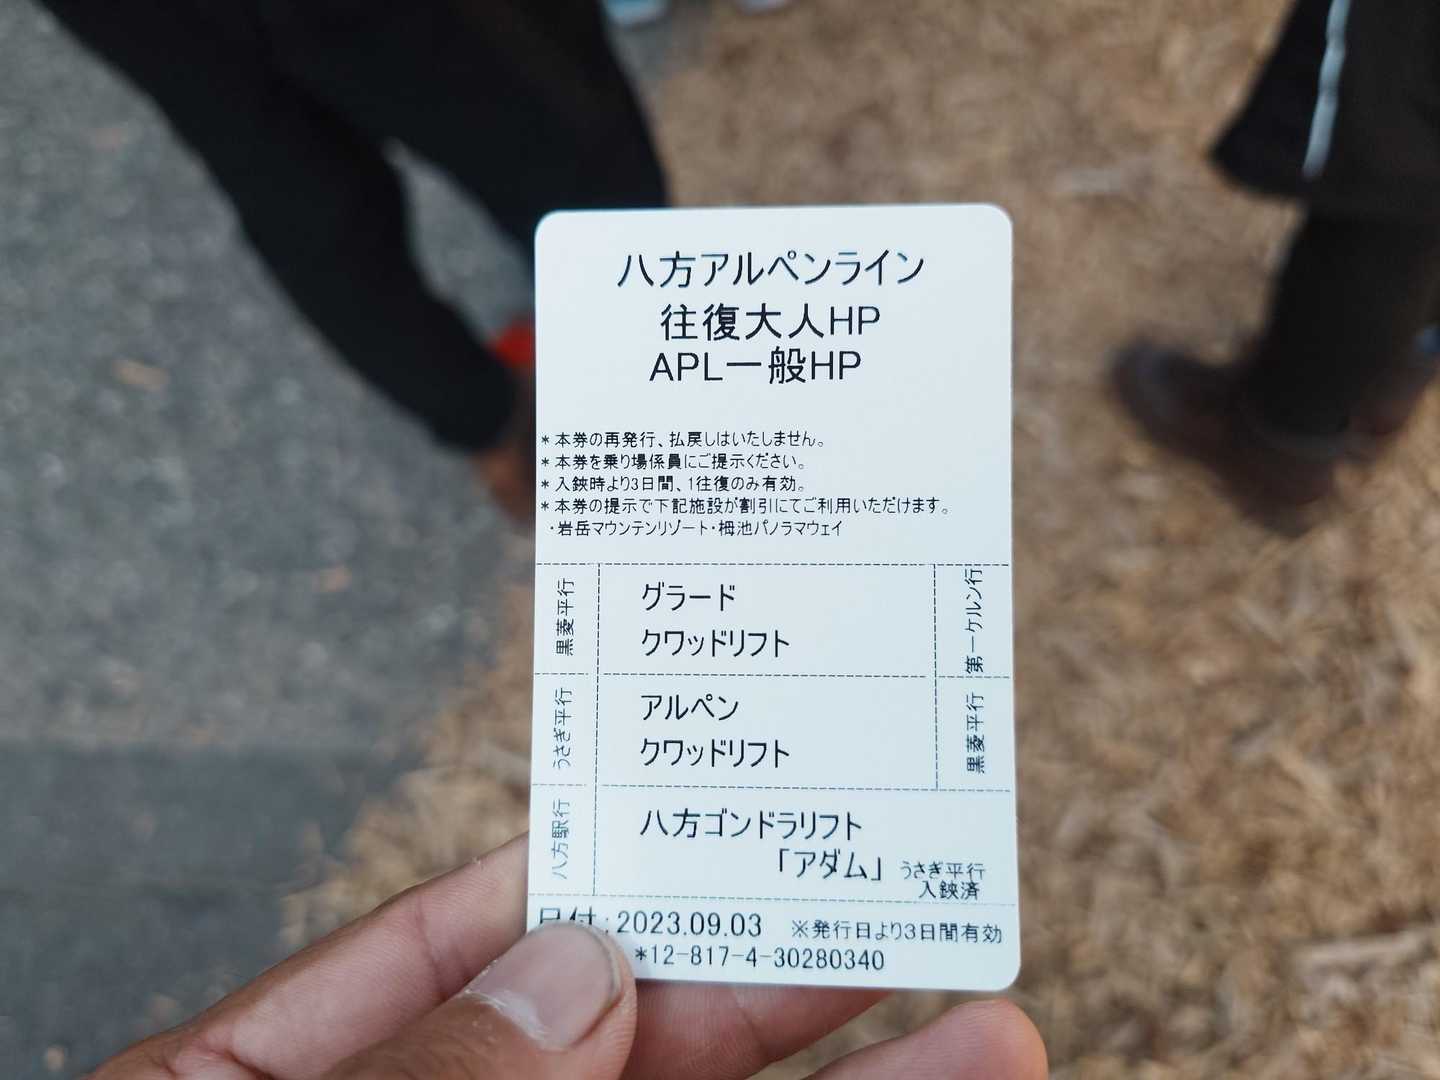 八方アルペンライン
往復大人HP
APL一般HP
*本券の再発行、払戻しはいたしません。
*本券を乗り場係員にご提示ください。
*入鋏時より3日間、1往復のみ有効。
*本券の提示で下記施設が割引にてご利用いただけます。
・岩岳マウンテンリゾート・栂池パノラマウェイ
黒菱平行
グラード
クワッドリフト
第一ケルン行
うさぎ平行
アルペン
クワッドリフト
黒菱平行
八方駅行
八方ゴンドラリフト
「アダム」
うさぎ平行
入鋏済
日付:2023.09.03 ※発行日より3日間有効
*12-817-4-30280340